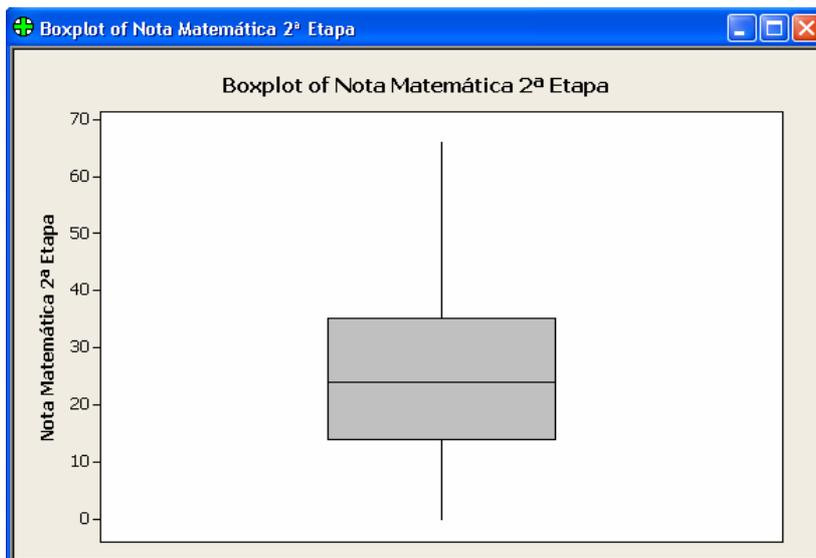 Boxplot of Nota Matemática 2ª Etapa
Boxplot of Nota Matemática 2ª Etapa
Nota Matemática 2ª Etapa
70
60
50
40
30
20
10
0